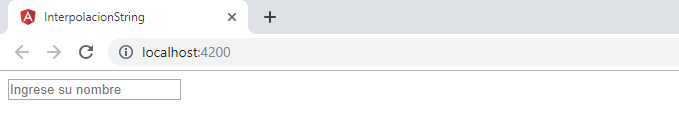 InterpolacionString
localhost:4200
Ingrese su nombre